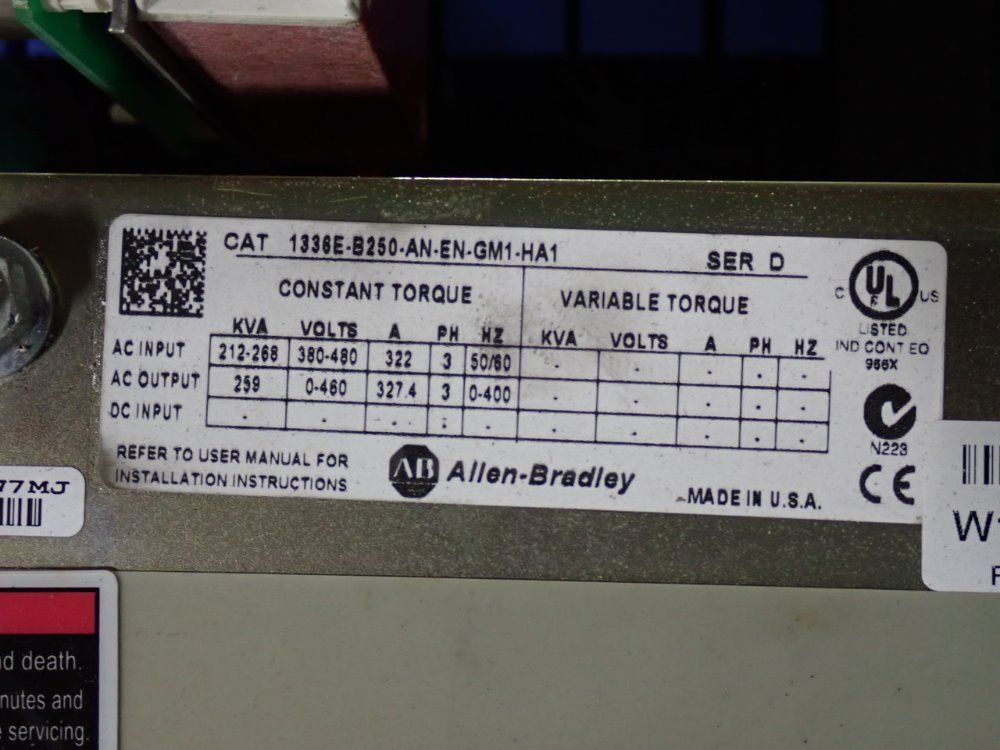 CAT 1336E-B250-AN-EN-GM1-HA1 SER D
CONSTANT TORQUE VARIABLE TORQUE
KVA VOLTS A PH HZ KVA VOLTS A PH HZ
AC INPUT 212-268 380-480 322 3 50/60 . . . . .
AC OUTPUT 259 0-460 327.4 3 0-400 . . . . .
DC INPUT . . . . . . . . . .
REFER TO USER MANUAL FOR
INSTALLATION INSTRUCTIONS
AB Allen-Bradley
MADE IN U.S.A.
C UL US
LISTED
IND CONT EQ
966X
N223
CE
77MJ
W
d death.
nutes and
servicing.